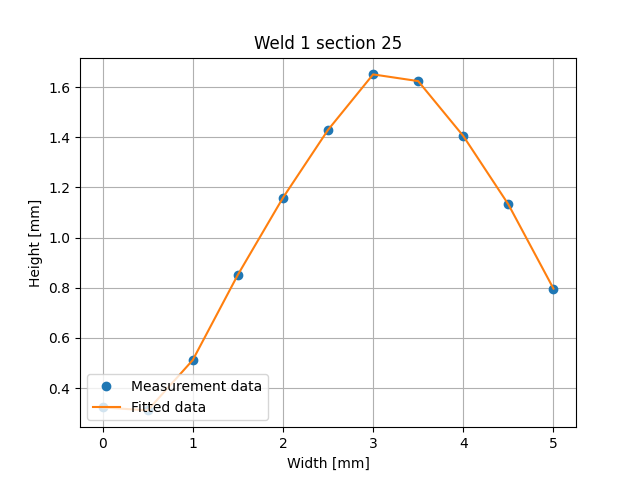 Weld 1 section 25
Height [mm]
1.6
1.4
1.2
1.0
0.8
0.6
0.4
Measurement data
Fitted data
0 1 2 3 4 5
Width [mm]